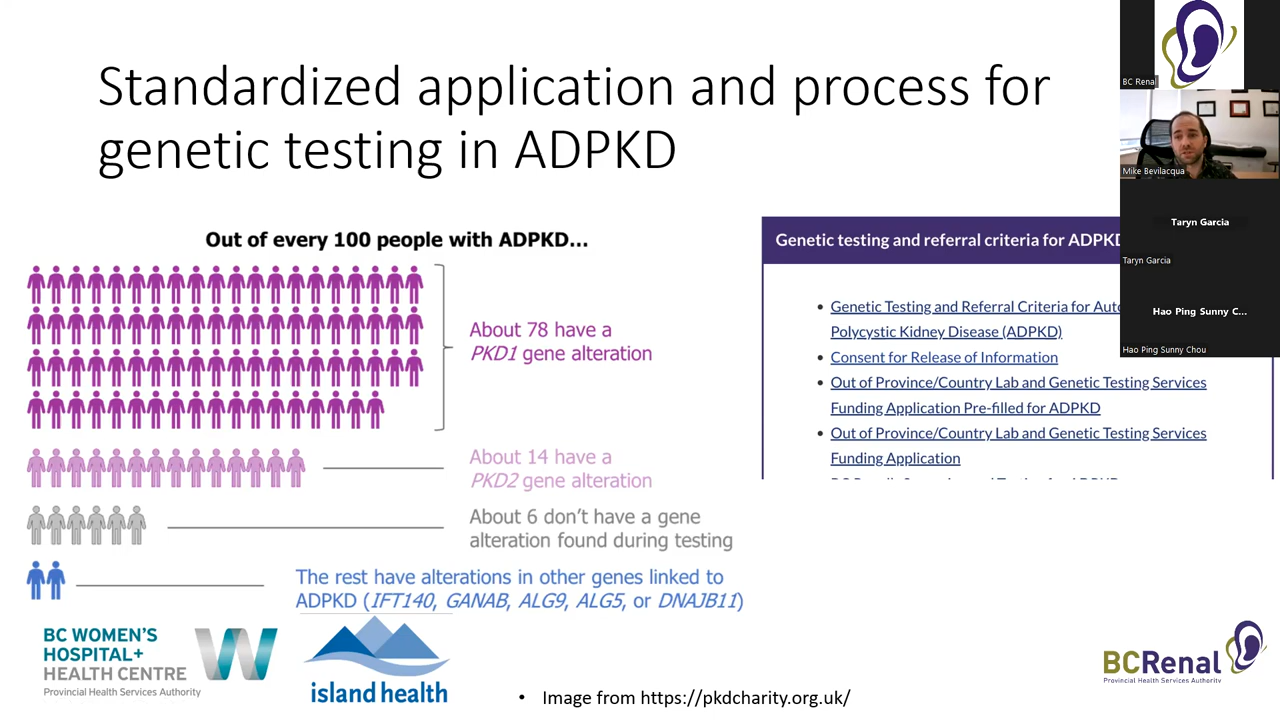 Standardized application and process for
genetic testing in ADPKD
Out of every 100 people with ADPKD...
About 78 have a
PKD1 gene alteration
About 14 have a
PKD2 gene alteration
About 6 don't have a gene
alteration found during testing
The rest have alterations in other genes linked to
ADPKD (IFT140, GANAB, ALG9, ALG5, or DNAJB11)
Genetic testing and referral criteria for ADPKD
• Genetic Testing and Referral Criteria for
Polycystic Kidney Disease (ADPKD)
• Consent for Release of Information
• Out of Province/Country Lab and Genetic Testing Services
Funding Application Pre-filled for ADPKD
• Out of Province/Country Lab and Genetic Testing Services
Funding Application
BC Renal
Mike Bevilacqua
Taryn Garcia
Taryn Garcia
Hao Ping Sunny C...
Hao Ping Sunny Chou
BC WOMEN'S
HOSPITAL+
HEALTH CENTRE
Provincial Health Services Authority
island health
• Image from https://pkdcharity.org.uk/
BCRenal
Provincial Health Services Authority